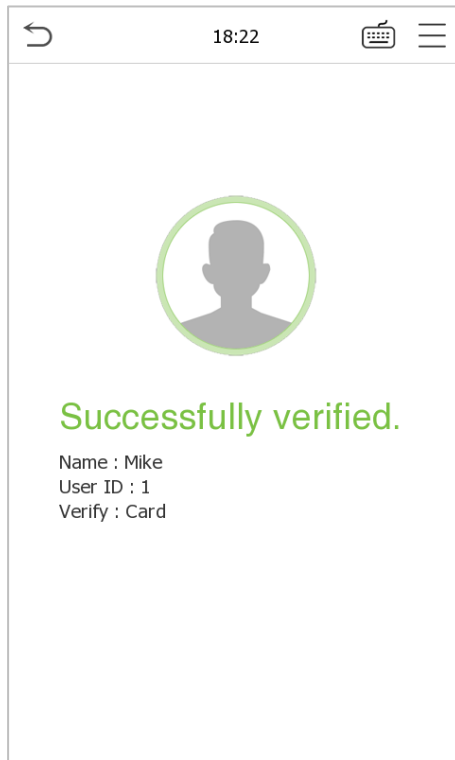 18:22
Successfully verified.
Name : Mike
User ID : 1
Verify : Card